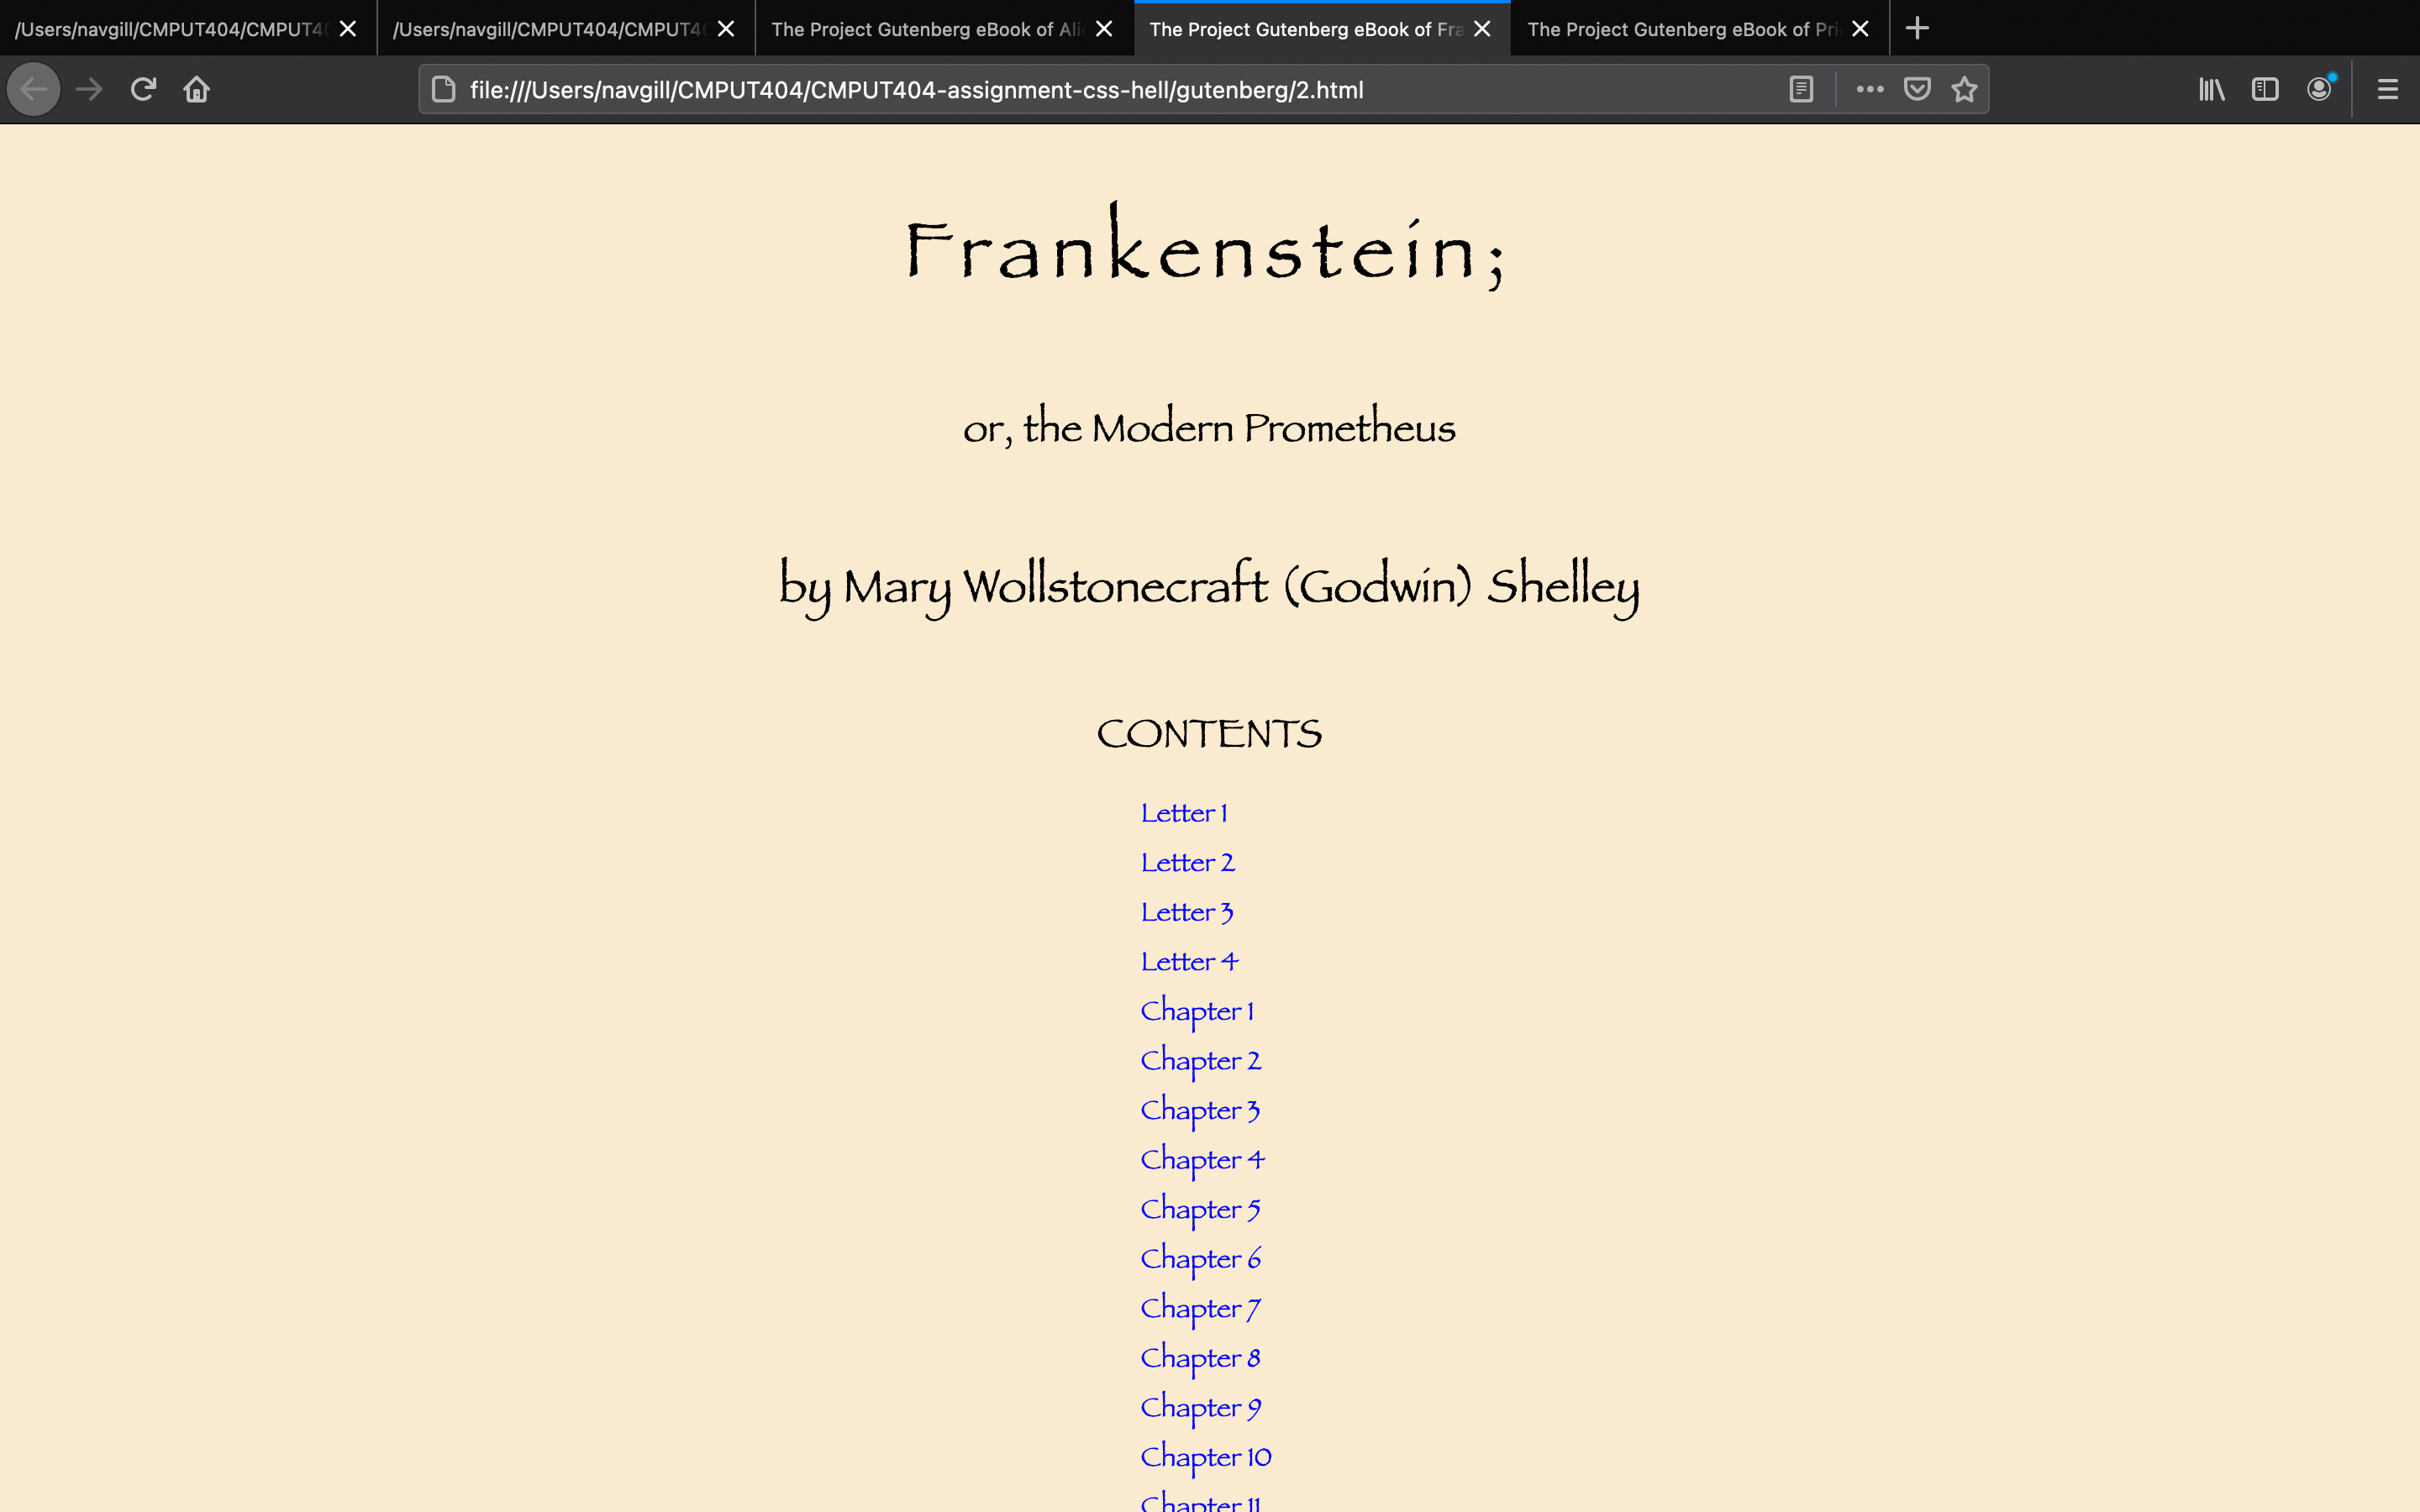 /Users/navgill/CMPUT404/CMPUT40
/Users/navgill/CMPUT404/CMPUT40
The Project Gutenberg eBook of Ali
The Project Gutenberg eBook of Fra
The Project Gutenberg eBook of Pri
file:///Users/navgill/CMPUT404/CMPUT404-assignment-css-hell/gutenberg/2.html
Frankenstein;
or, the Modern Prometheus
by Mary Wollstonecraft (Godwin) Shelley
CONTENTS
Letter 1
Letter 2
Letter 3
Letter 4
Chapter 1
Chapter 2
Chapter 3
Chapter 4
Chapter 5
Chapter 6
Chapter 7
Chapter 8
Chapter 9
Chapter 10
Chapter 11